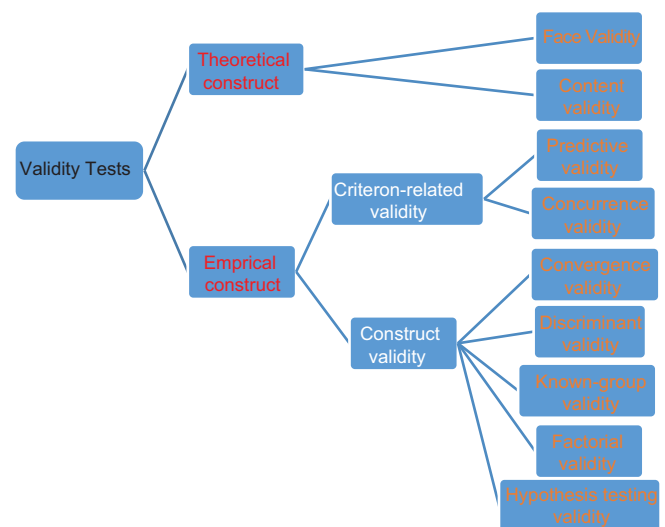 Validity Tests
Theoretical
construct
Face Validity
Content
validity
Emprical
construct
Criteron-related
validity
Predictive
validity
Concurrence
validity
Construct
validity
Convergence
validity
Discriminant
validity
Known-group
validity
Factorial
validity
Hypothesis testing
validity